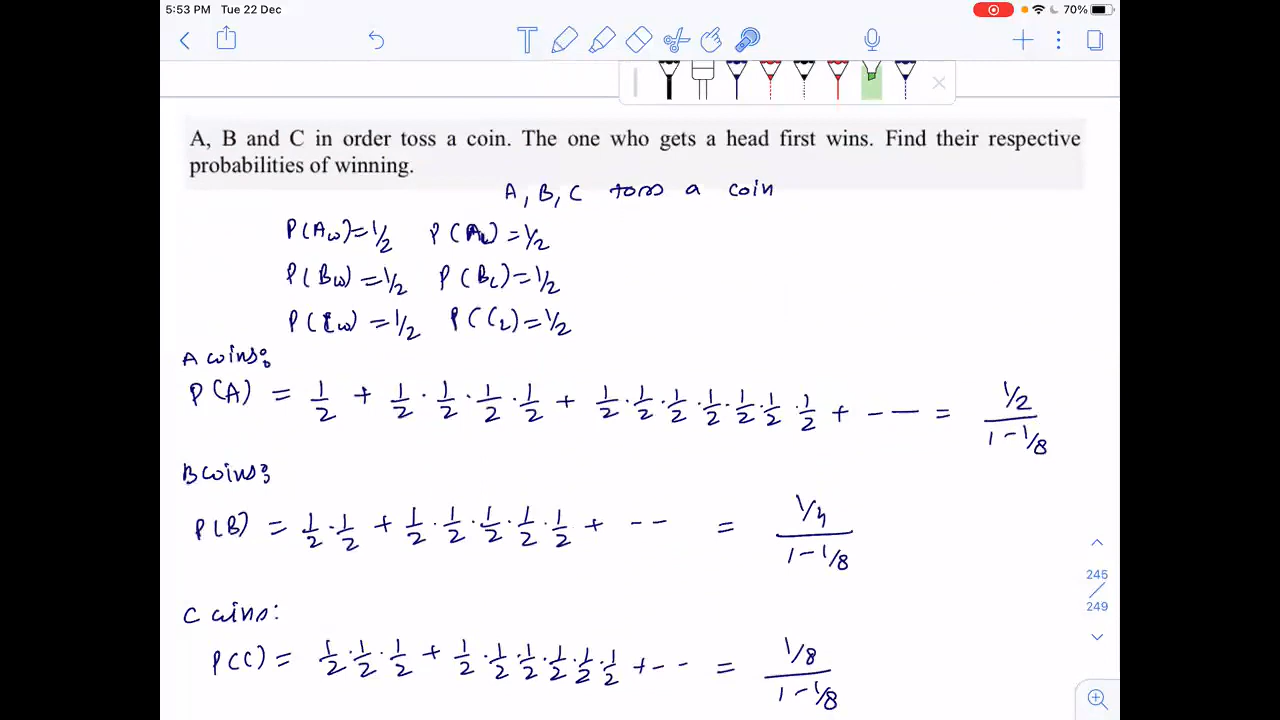 5:53 PM Tue 22 Dec 70%
T
A, B and C in order toss a coin. The one who gets a head first wins. Find their respective
probabilities of winning.
A, B, C toss a coin
P(Aw)=1/2 P(AL)=1/2
P(Bw)=1/2 P(BL)=1/2
P(Cw)=1/2 P(CL)=1/2
A wins:
P(A) = 1/2 + 1/2 · 1/2 · 1/2 · 1/2 + 1/2 · 1/2 · 1/2 · 1/2 · 1/2 · 1/2 · 1/2 + -- = (1/2)/(1-1/8)
B wins:
P(B) = 1/2 · 1/2 + 1/2 · 1/2 · 1/2 · 1/2 · 1/2 + -- = (1/4)/(1-1/8)
245
249
C wins:
P(C) = 1/2 · 1/2 · 1/2 + 1/2 · 1/2 · 1/2 · 1/2 · 1/2 · 1/2 + -- = (1/8)/(1-1/8)